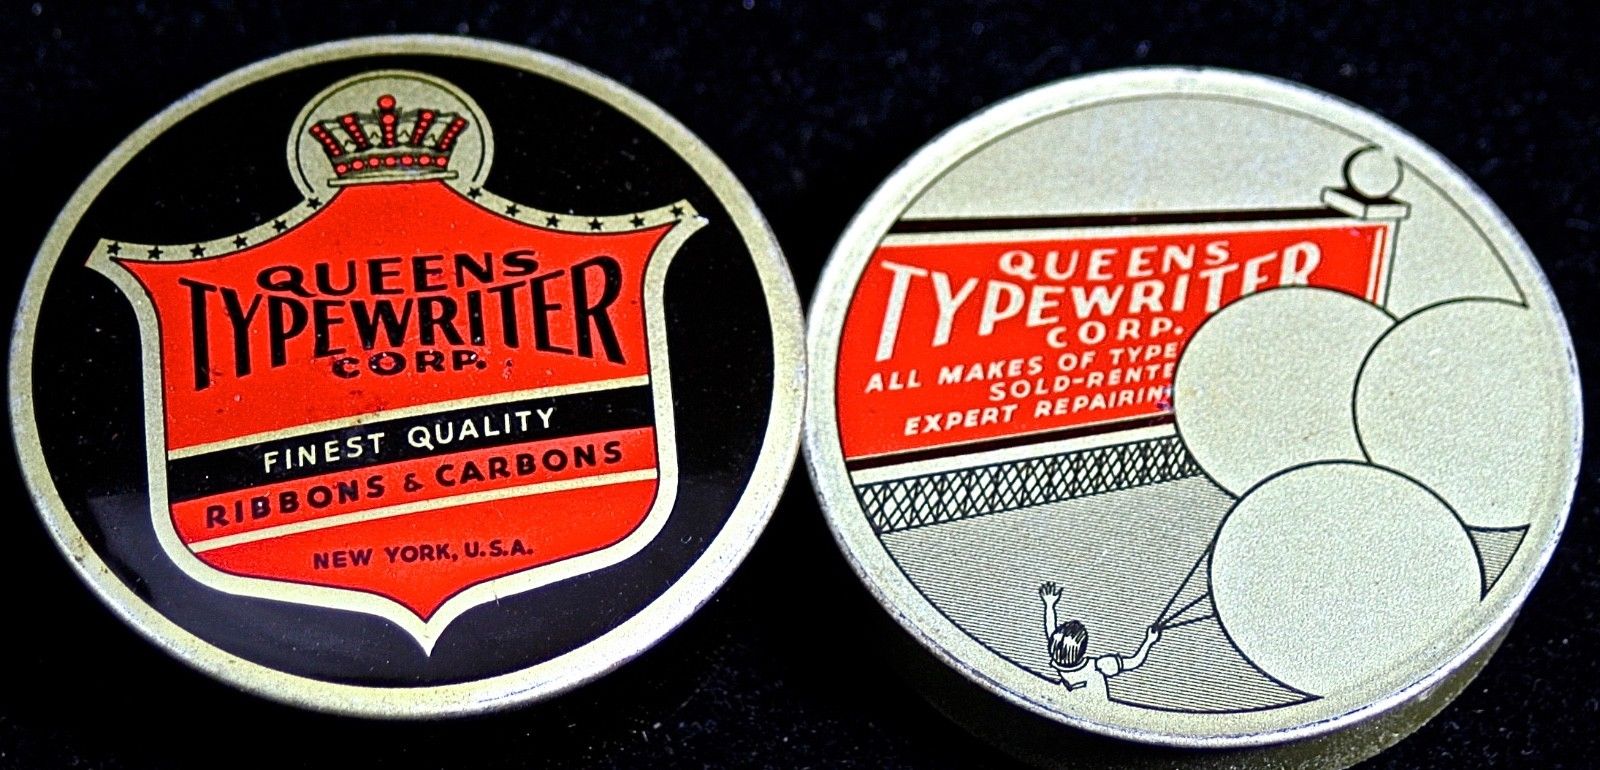 QUEENS
TYPEWRITER
CORP.
FINEST QUALITY
RIBBONS & CARBONS
NEW YORK, U.S.A.
QUEENS
TYPEWRITER
CORP.
ALL MAKES OF TYPE
SOLD-RENTE
EXPERT REPAIRIN